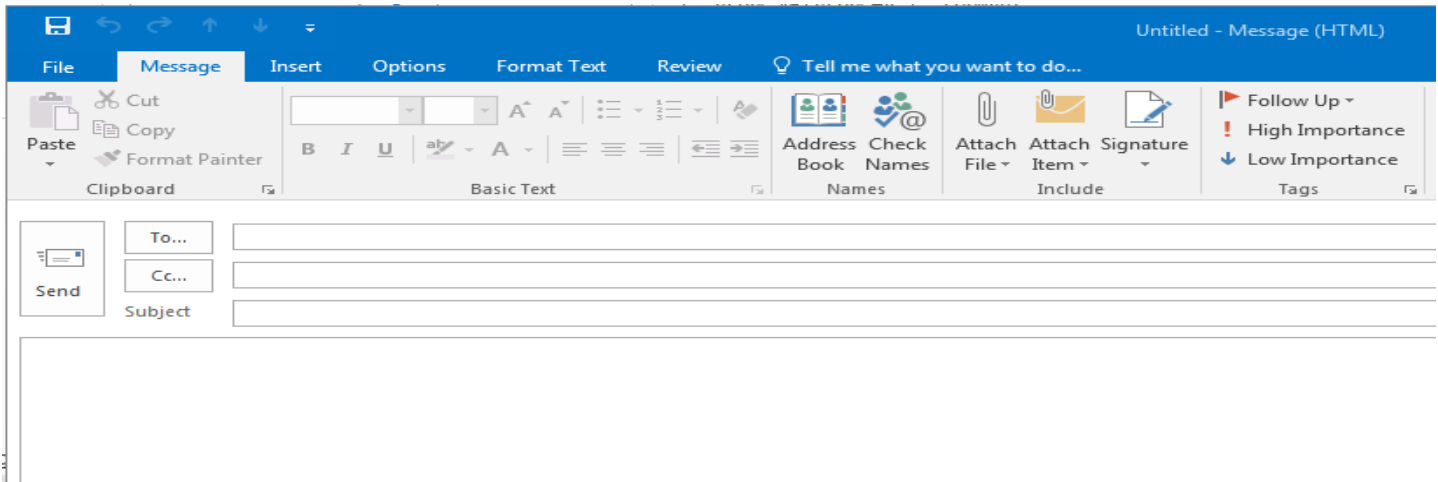 Untitled - Message (HTML)
File Message Insert Options Format Text Review Tell me what you want to do...
Paste
Cut
Copy
Format Painter
Clipboard
B I U
Basic Text
Address Book
Check Names
Names
Attach File
Attach Item
Signature
Include
Follow Up
High Importance
Low Importance
Tags
Send
To...
Cc...
Subject